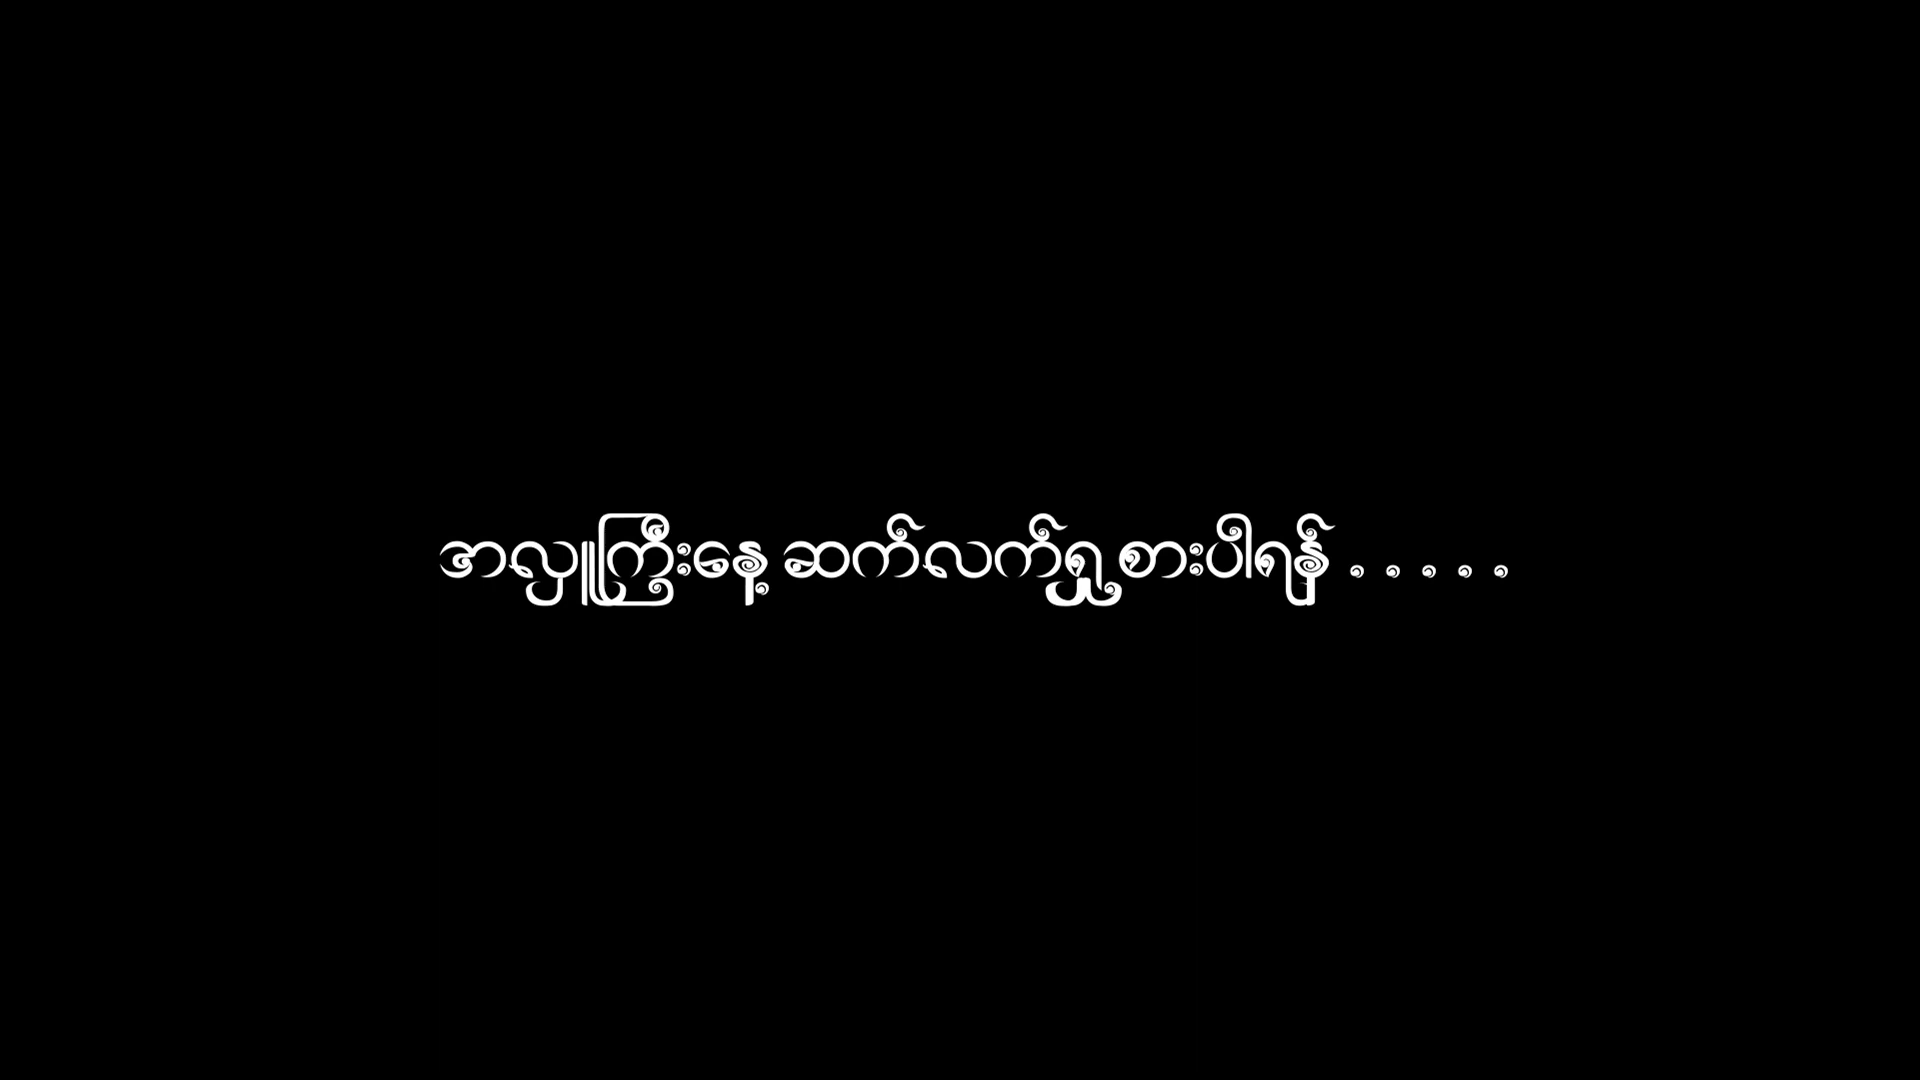 အလှူကြီးနေ့ ဆက်လက်ရှု့စားပါရန် . . . . .